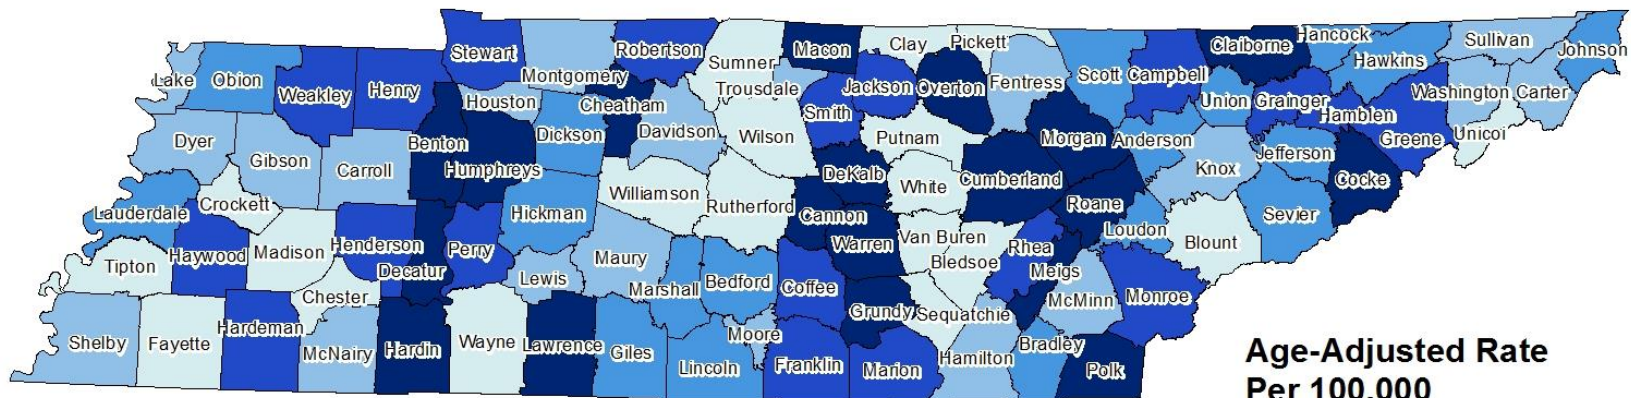 Stewart
Robertson
Macon
Clay
Pickett
Claiborne
Hancock
Sullivan
Johnson
Lake
Obion
Weakley
Henry
Montgomery
Sumner
Trousdale
Jackson
Overton
Fentress
Scott
Campbell
Hawkins
Washington
Carter
Houston
Cheatham
Smith
Union
Grainger
Hamblen
Greene
Unicoi
Dyer
Gibson
Carroll
Benton
Humphreys
Dickson
Davidson
Wilson
Putnam
Morgan
Anderson
Knox
Jefferson
Cocke
Crockett
Lauderdale
Williamson
Rutherford
DeKalb
White
Cumberland
Roane
Sevier
Hickman
Cannon
Loudon
Blount
Tipton
Haywood
Madison
Henderson
Decatur
Perry
Lewis
Maury
Marshall
Bedford
Coffee
Warren
Van Buren
Bledsoe
Rhea
Meigs
McMinn
Monroe
Chester
Shelby
Fayette
Hardeman
McNairy
Hardin
Wayne
Lawrence
Giles
Lincoln
Moore
Franklin
Grundy
Sequatchie
Marion
Hamilton
Bradley
Polk
Age-Adjusted Rate
Per 100,000